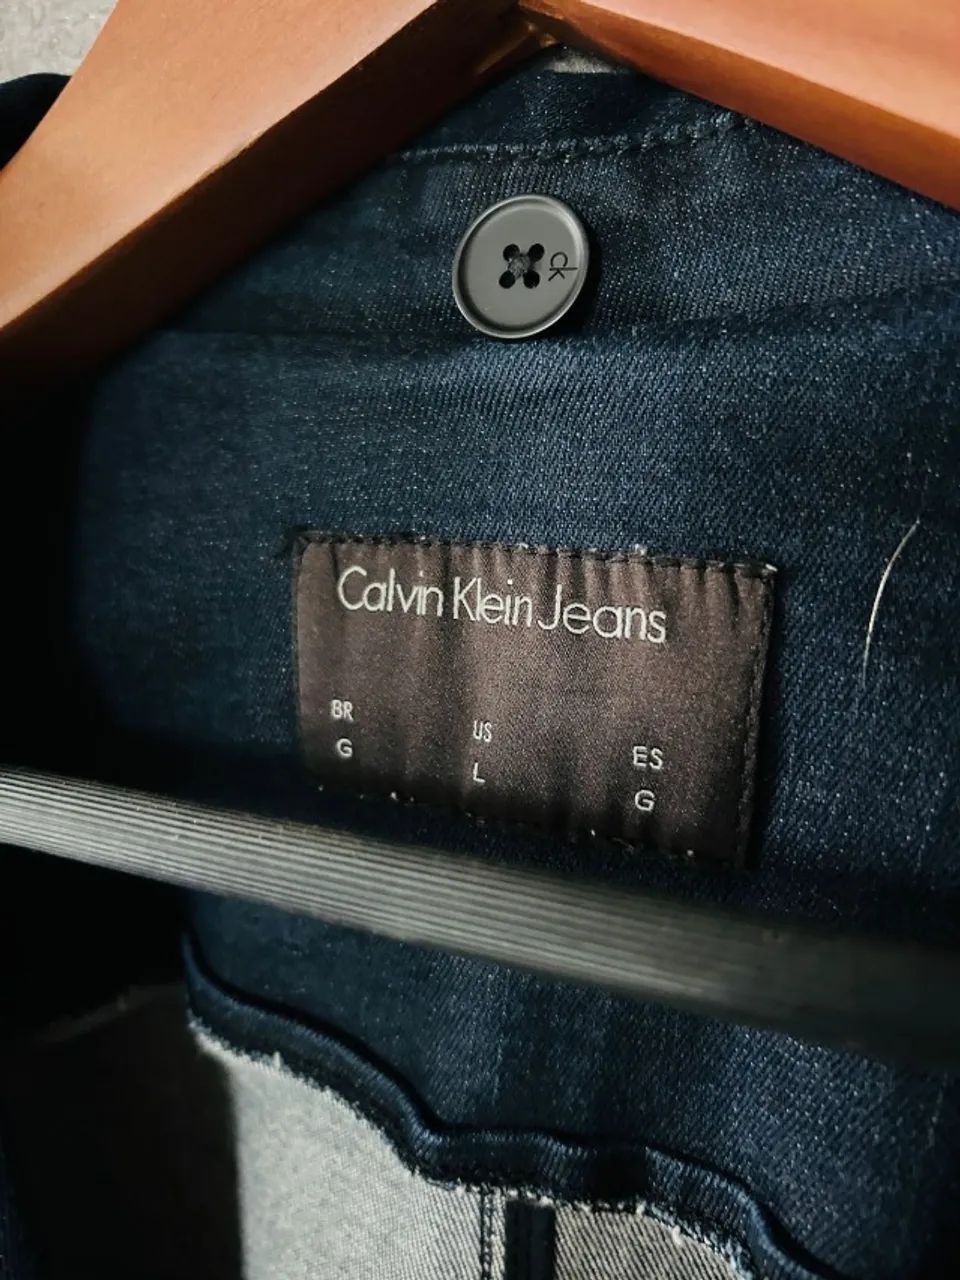 ck
Calvin Klein Jeans
BR US ES
G L G